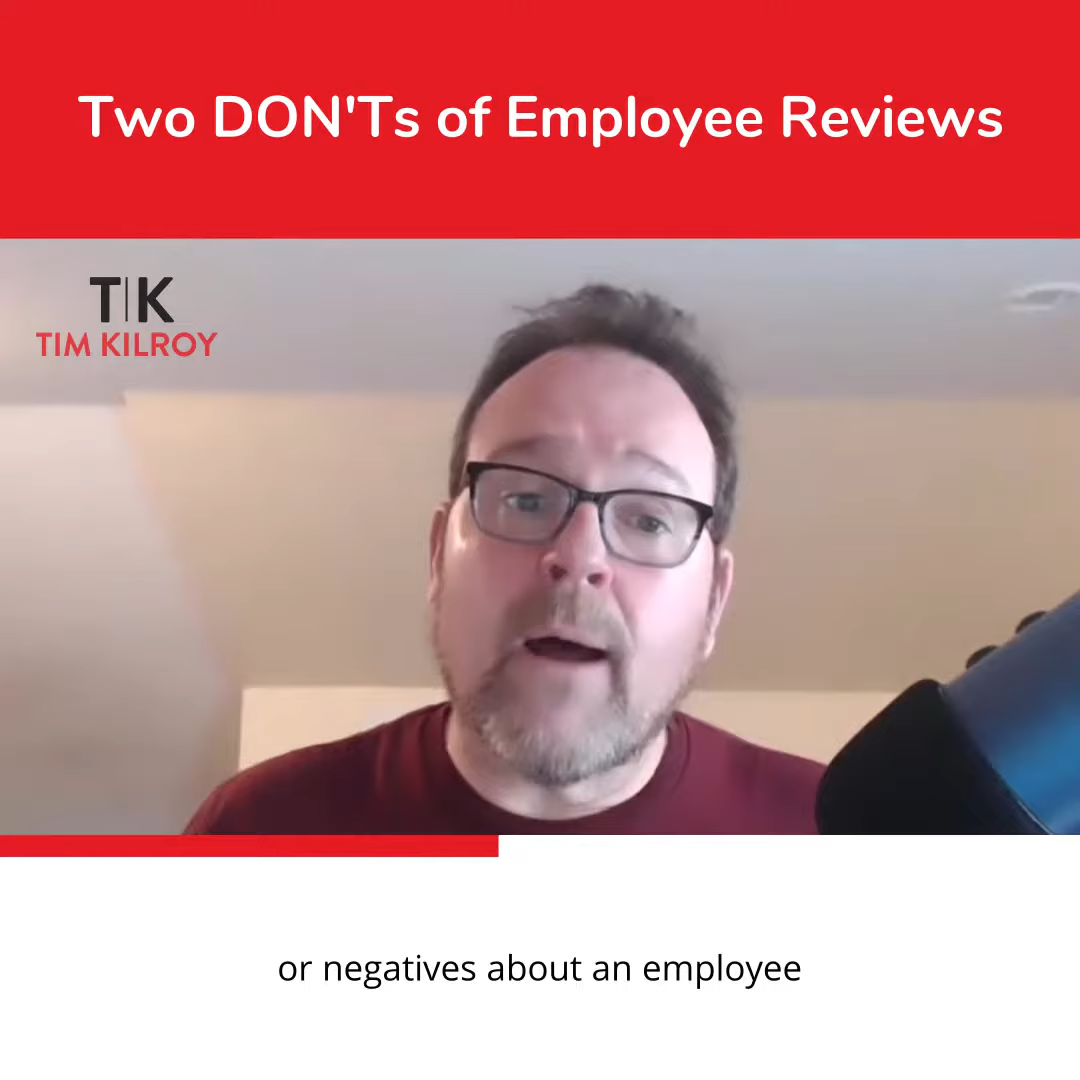 Two DON'Ts of Employee Reviews
T|K
TIM KILROY
or negatives about an employee